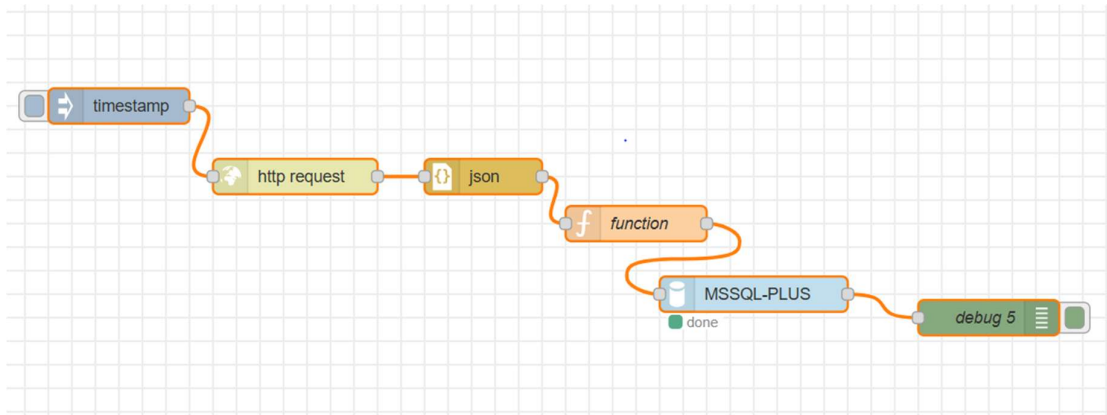 timestamp
http request
{} json
function
MSSQL-PLUS
done
debug 5